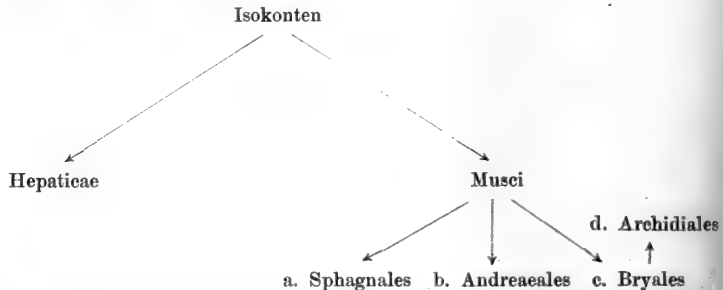 Isokonten
Hepaticae
Musci
d. Archidiales
a. Sphagnales b. Andreaeales c. Bryales